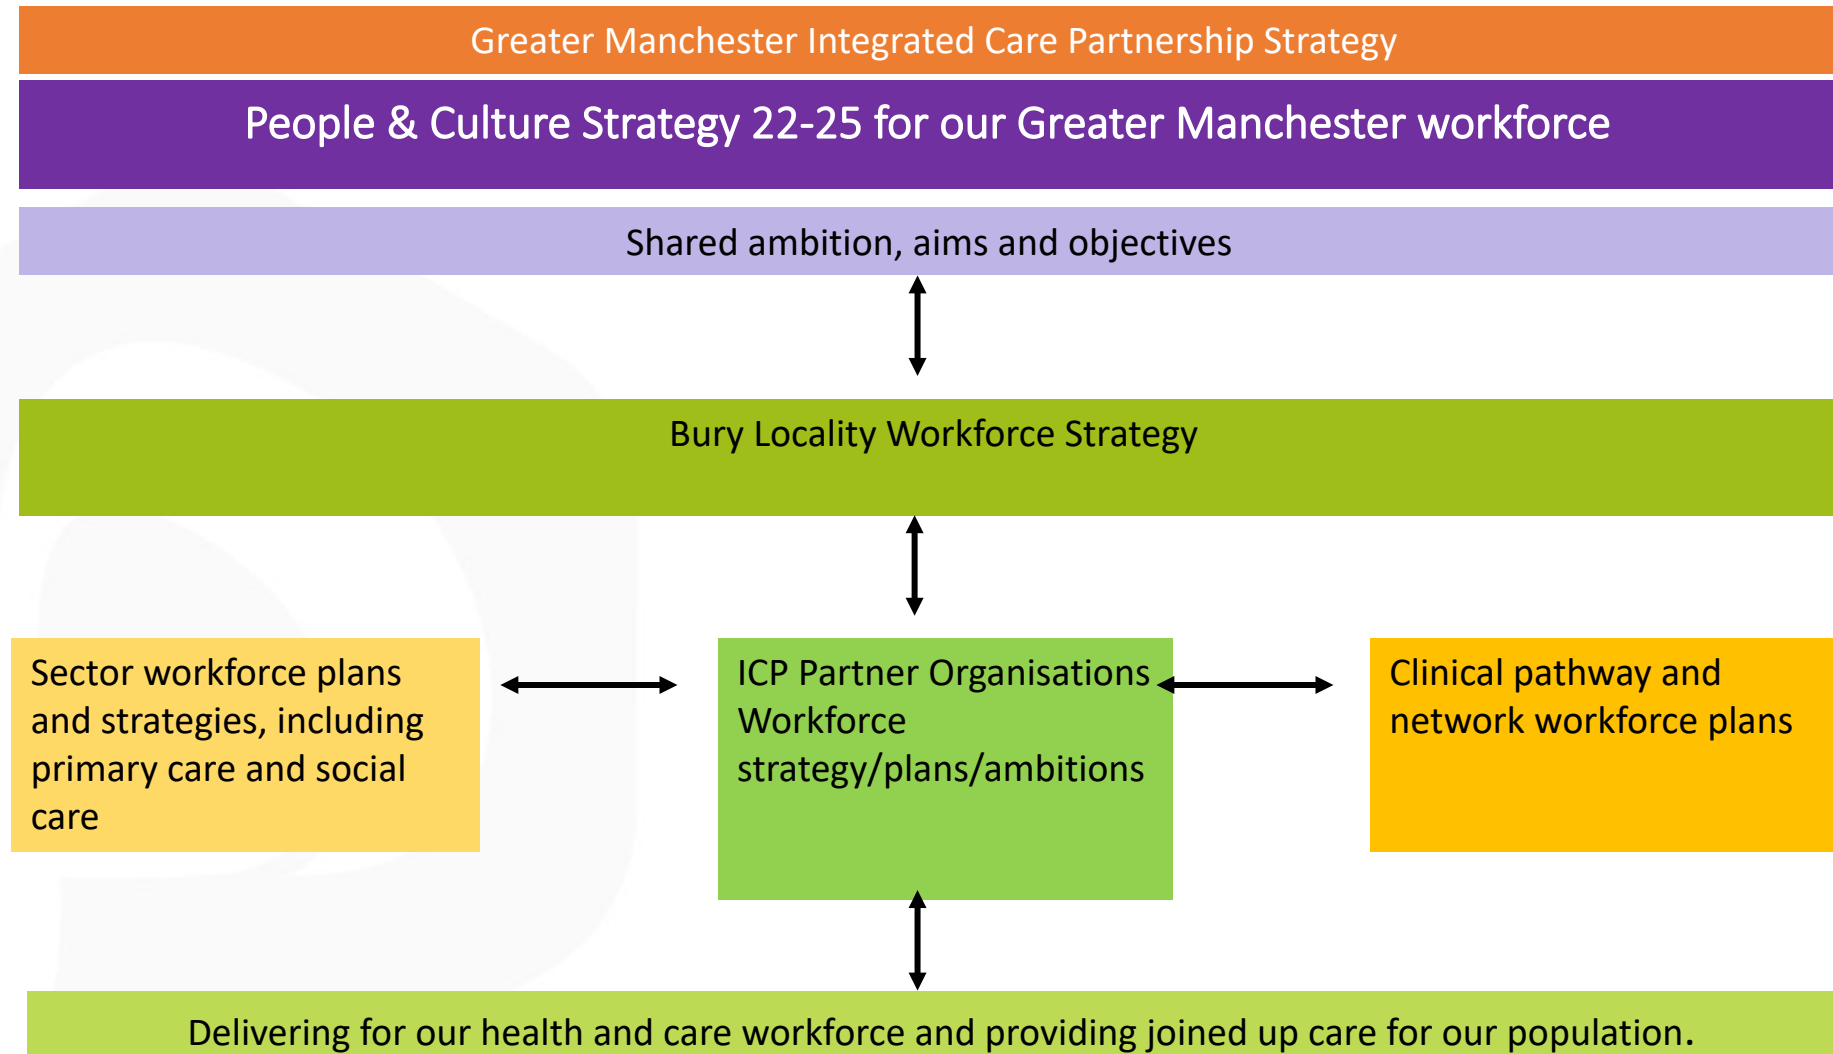 Greater Manchester Integrated Care Partnership Strategy
People & Culture Strategy 22-25 for our Greater Manchester workforce
Shared ambition, aims and objectives
Bury Locality Workforce Strategy
Sector workforce plans
and strategies, including
primary care and social
care
ICP Partner Organisations
Workforce
strategy/plans/ambitions
Clinical pathway and
network workforce plans
Delivering for our health and care workforce and providing joined up care for our population.